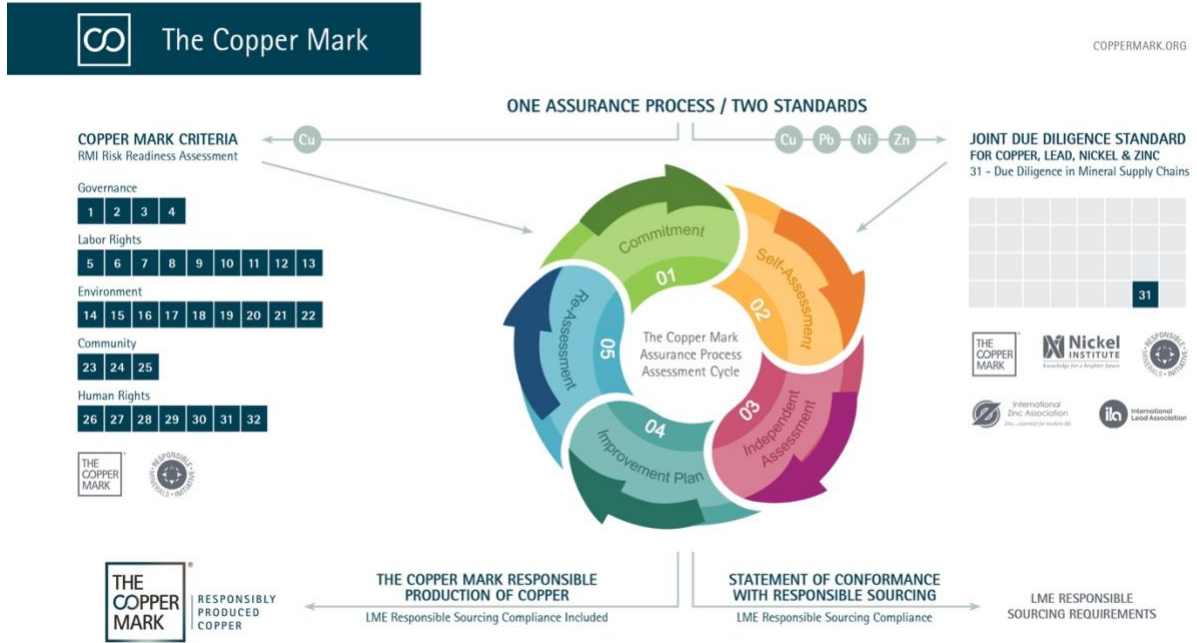 The Copper Mark
COPPERMARK.ORG
ONE ASSURANCE PROCESS / TWO STANDARDS
COPPER MARK CRITERIA
RMI Risk Readiness Assessment
Cu
Cu Pb Ni Zn
JOINT DUE DILIGENCE STANDARD
FOR COPPER, LEAD, NICKEL & ZINC
31 - Due Diligence in Mineral Supply Chains
Governance
1 2 3 4
Labor Rights
5 6 7 8 9 10 11 12 13
Environment
14 15 16 17 18 19 20 21 22
Community
23 24 25
Human Rights
26 27 28 29 30 31 32
THE
COPPER
MARK
RESPONSIBLE
MINERALS • INITIATIVE
Commitment
01
Self-Assessment
02
Independent
Assessment
03
Improvement Plan
04
Re-Assessment
05
The Copper Mark
Assurance Process
Assessment Cycle
31
THE
COPPER
MARK
Nickel
INSTITUTE
knowledge for a brighter future
RESPONSIBLE
MINERALS • INITIATIVE
International
Zinc Association
ila
International
Lead Association
THE
COPPER
MARK
®
RESPONSIBLY
PRODUCED
COPPER
THE COPPER MARK RESPONSIBLE
PRODUCTION OF COPPER
LME Responsible Sourcing Compliance Included
STATEMENT OF CONFORMANCE
WITH RESPONSIBLE SOURCING
LME Responsible Sourcing Compliance
LME RESPONSIBLE
SOURCING REQUIREMENTS